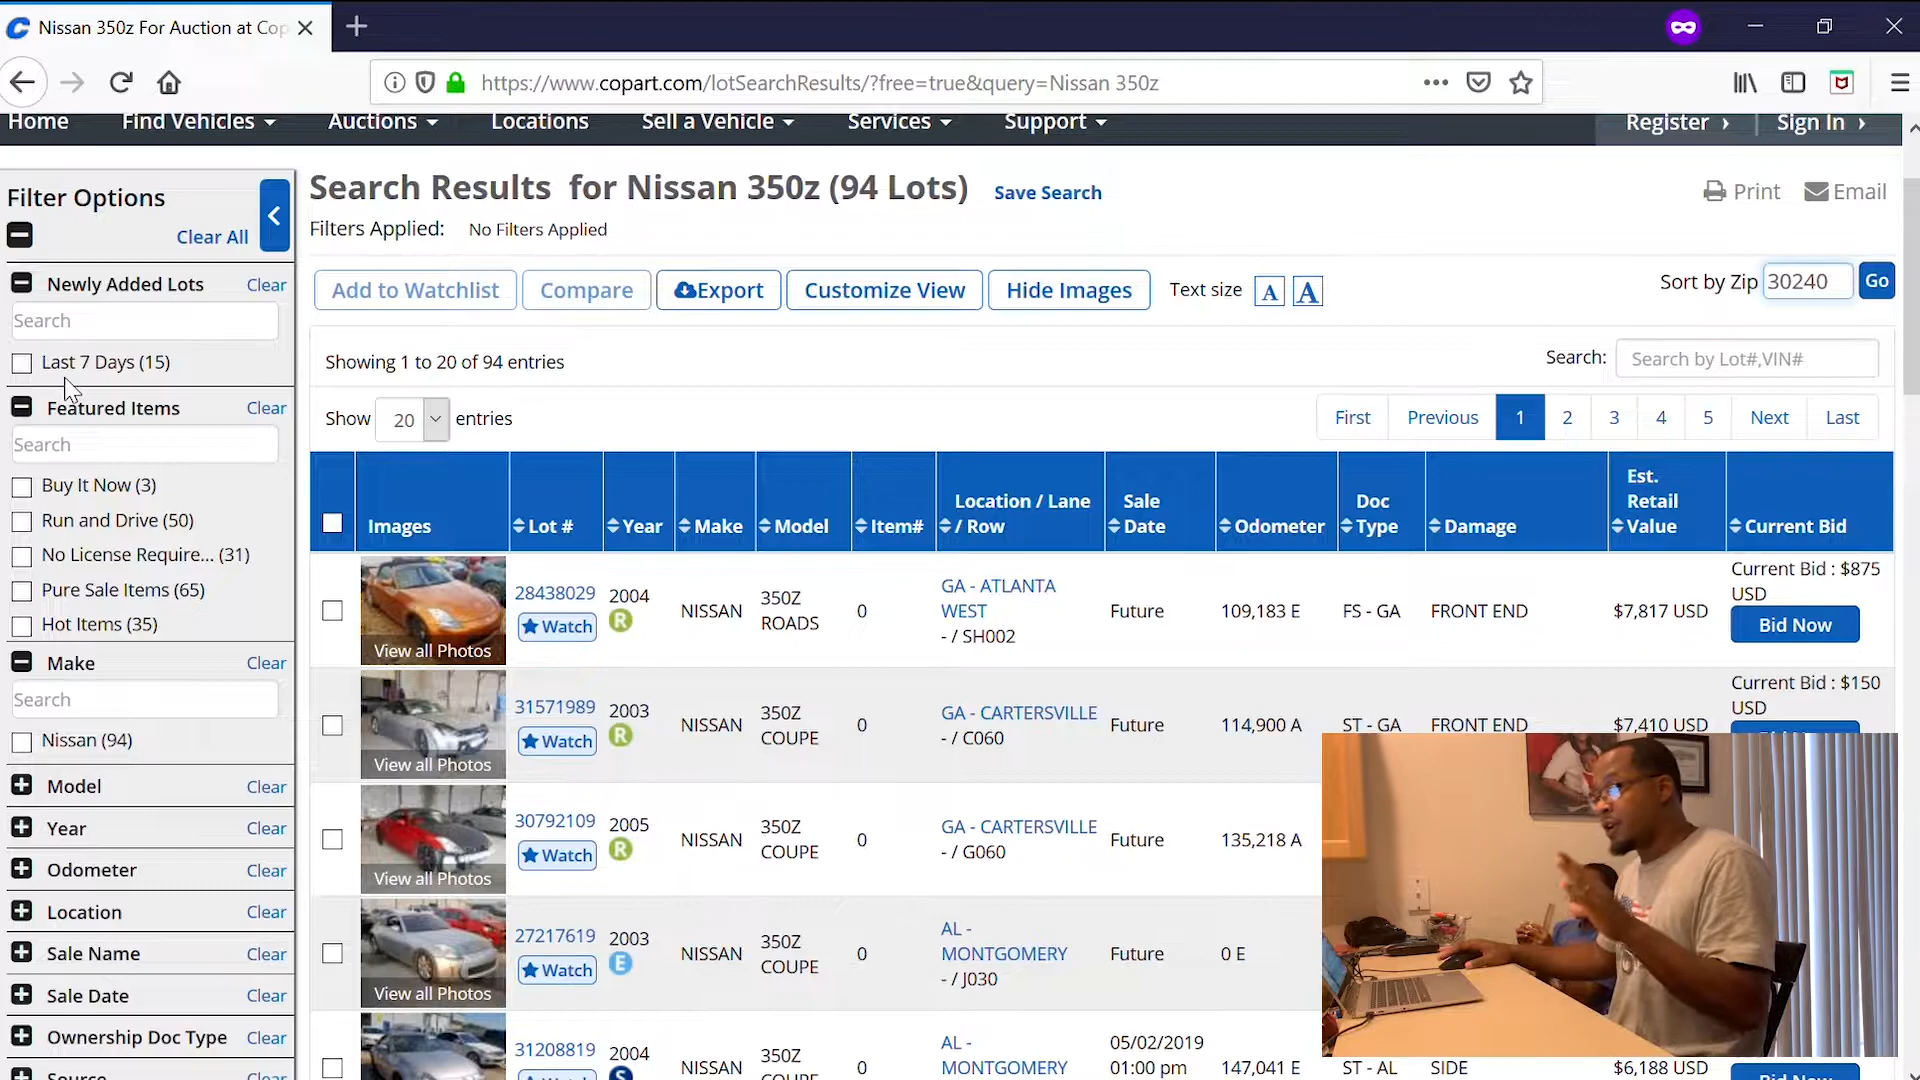 Nissan 350z For Auction at Cop
https://www.copart.com/lotSearchResults/?free=true&query=Nissan 350z
Home Find Vehicles Auctions Locations Sell a Vehicle Services Support Register Sign In
Filter Options
Clear All
Newly Added Lots Clear
Search
Last 7 Days (15)
Featured Items Clear
Search
Buy It Now (3)
Run and Drive (50)
No License Require... (31)
Pure Sale Items (65)
Hot Items (35)
Make Clear
Search
Nissan (94)
Model Clear
Year Clear
Odometer Clear
Location Clear
Sale Name Clear
Sale Date Clear
Ownership Doc Type Clear
Source Clear
Search Results for Nissan 350z (94 Lots) Save Search
Print Email
Filters Applied: No Filters Applied
Add to Watchlist Compare Export Customize View Hide Images Text size A A
Sort by Zip 30240 Go
Showing 1 to 20 of 94 entries
Search: Search by Lot#,VIN#
Show 20 entries
First Previous 1 2 3 4 5 Next Last
Images Lot # Year Make Model Item# Location / Lane / Row Sale Date Odometer Doc Type Damage Est. Retail Value Current Bid
View all Photos
28438029
Watch
2004
R
NISSAN
350Z
ROADS
0
GA - ATLANTA
WEST
- / SH002
Future
109,183 E
FS - GA
FRONT END
$7,817 USD
Current Bid : $875
USD
Bid Now
View all Photos
31571989
Watch
2003
R
NISSAN
350Z
COUPE
0
GA - CARTERSVILLE
- / C060
Future
114,900 A
ST - GA
FRONT END
$7,410 USD
Current Bid : $150
USD
View all Photos
30792109
Watch
2005
R
NISSAN
350Z
COUPE
0
GA - CARTERSVILLE
- / G060
Future
135,218 A
View all Photos
27217619
Watch
2003
E
NISSAN
350Z
COUPE
0
AL -
MONTGOMERY
- / J030
Future
0 E
31208819
2004
S
NISSAN
350Z
COUPE
0
AL -
MONTGOMERY
05/02/2019
01:00 pm
147,041 E
ST - AL
SIDE
$6,188 USD
Bid Now